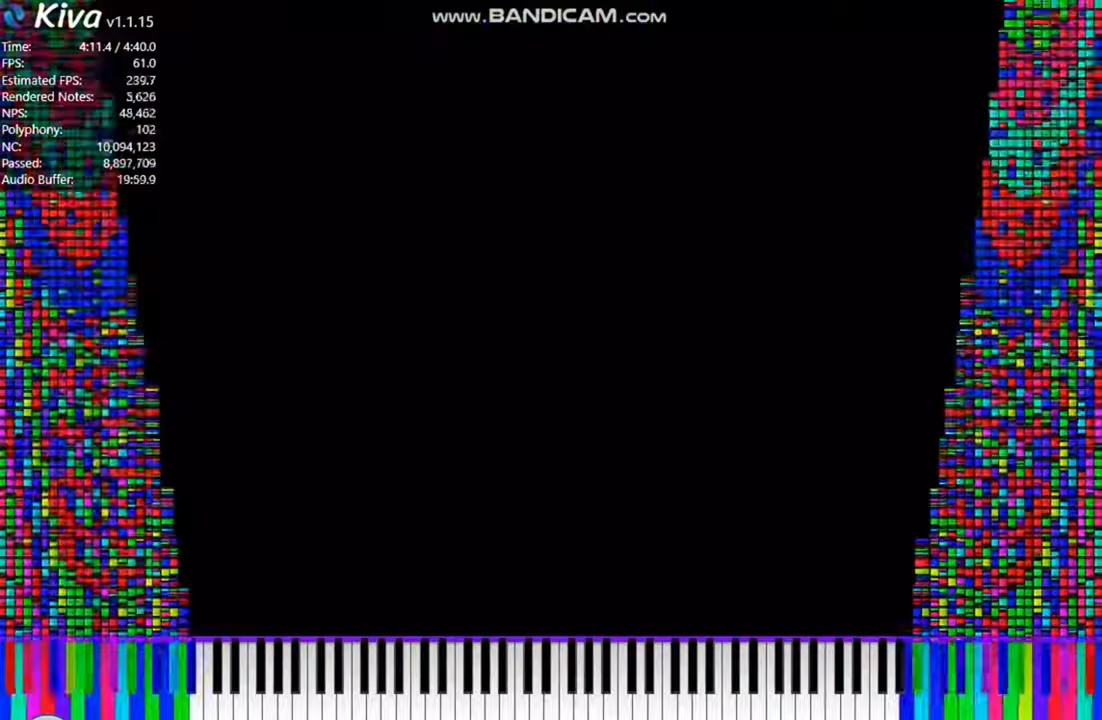 Kiva v1.1.15
www.BANDICAM.com
Time: 4:11.4 / 4:40.0
FPS: 61.0
Estimated FPS: 239.7
Rendered Notes: 3,626
NPS: 48,462
Polyphony: 102
NC: 10,094,123
Passed: 8,897,709
Audio Buffer: 19:59.9